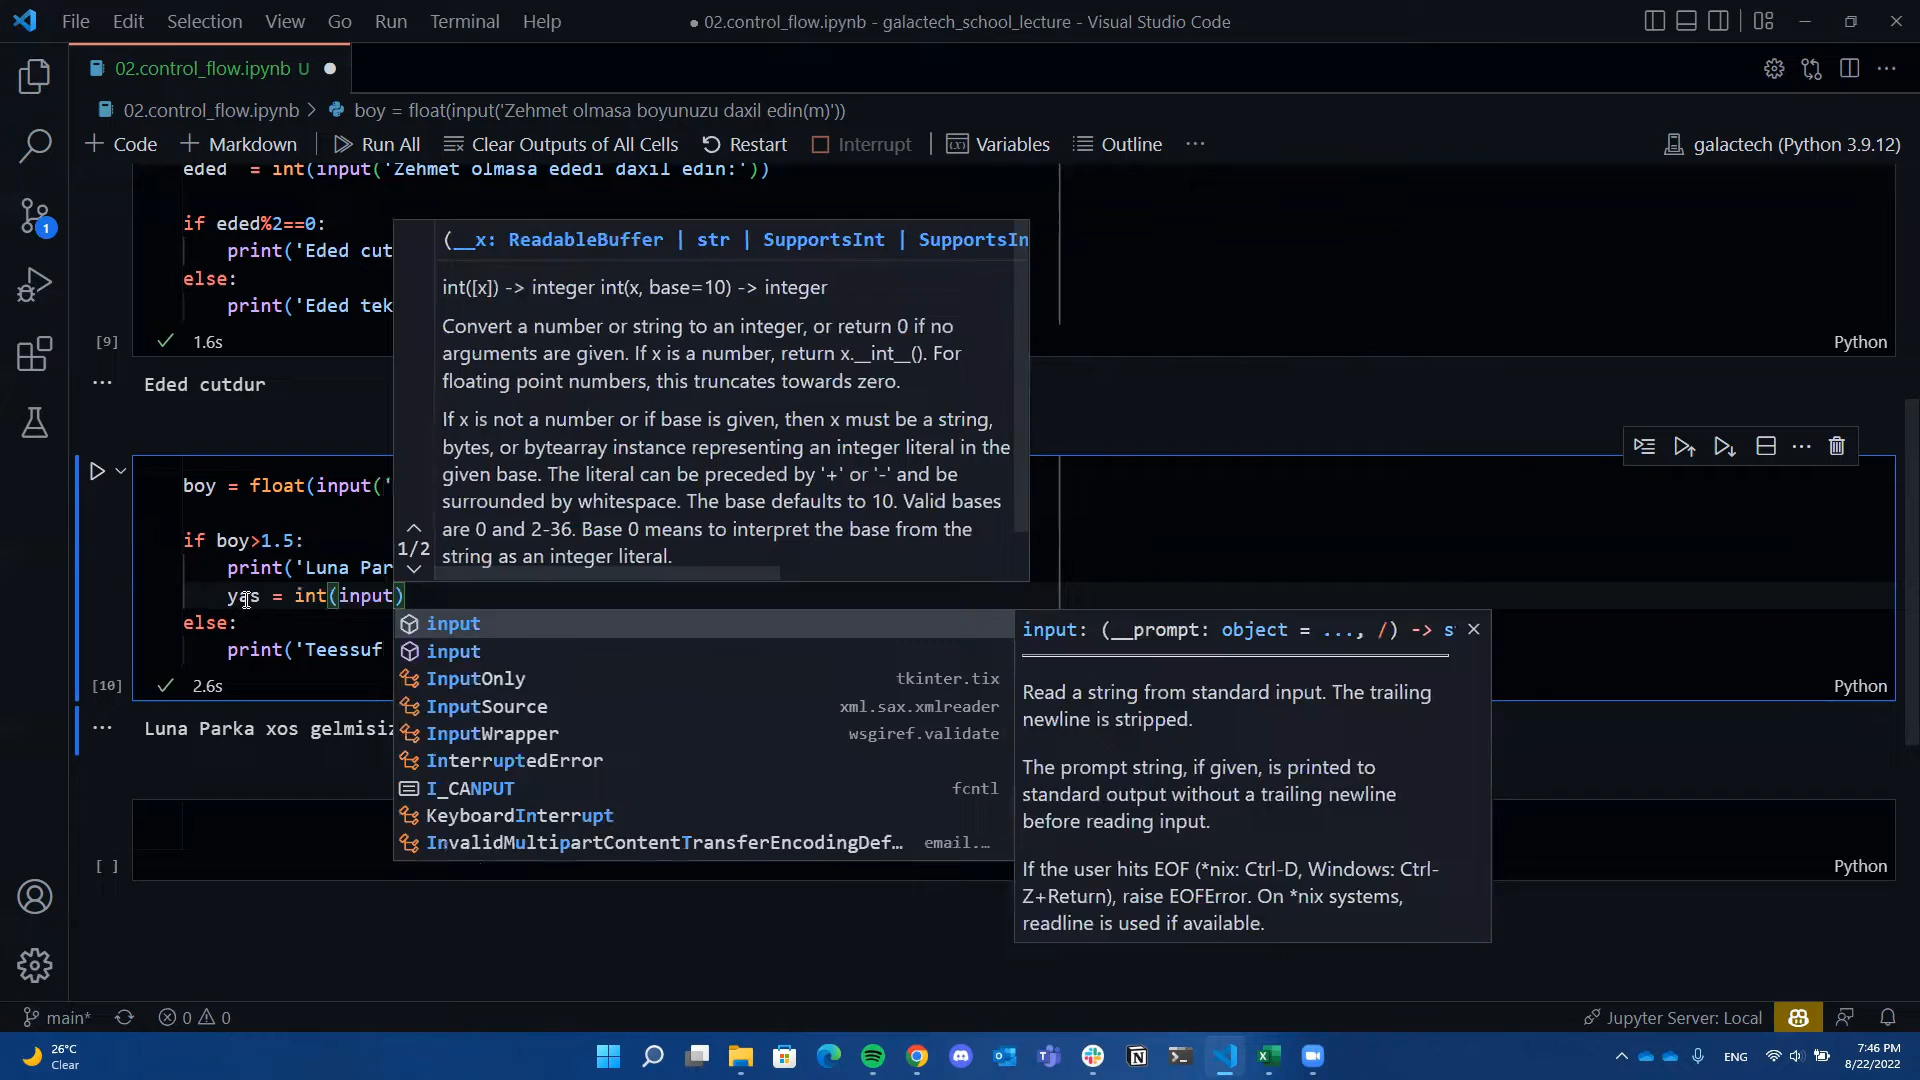 File Edit Selection View Go Run Terminal Help
● 02.control_flow.ipynb - galactech_school_lecture - Visual Studio Code
02.control_flow.ipynb U ●
02.control_flow.ipynb > boy = float(input('Zehmet olmasa boyunuzu daxil edin(m)'))
+ Code + Markdown Run All Clear Outputs of All Cells Restart Interrupt Variables Outline ···
galactech (Python 3.9.12)
eded = int(input('Zehmet olmasa ededi daxil edin:'))
if eded%2==0:
print('Eded cut
else:
print('Eded tek
[9] 1.6s
Python
Eded cutdur
(__x: ReadableBuffer | str | SupportsInt | SupportsIn
int([x]) -> integer int(x, base=10) -> integer
Convert a number or string to an integer, or return 0 if no
arguments are given. If x is a number, return x.__int__(). For
floating point numbers, this truncates towards zero.
If x is not a number or if base is given, then x must be a string,
bytes, or bytearray instance representing an integer literal in the
given base. The literal can be preceded by '+' or '-' and be
surrounded by whitespace. The base defaults to 10. Valid bases
are 0 and 2-36. Base 0 means to interpret the base from the
string as an integer literal.
1/2
boy = float(input('
if boy>1.5:
print('Luna Par
yas = int(input)
else:
print('Teessuf
[10] 2.6s
Python
Luna Parka xos gelmisiz
input
input
InputOnly tkinter.tix
InputSource xml.sax.xmlreader
InputWrapper wsgiref.validate
InterruptedError
I_CANPUT fcntl
KeyboardInterrupt
InvalidMultipartContentTransferEncodingDef… email.…
input: (__prompt: object = ..., /) -> s
Read a string from standard input. The trailing
newline is stripped.
The prompt string, if given, is printed to
standard output without a trailing newline
before reading input.
If the user hits EOF (*nix: Ctrl-D, Windows: Ctrl-
Z+Return), raise EOFError. On *nix systems,
readline is used if available.
[ ]
Python
1
main* 0 0
Jupyter Server: Local
26°C
Clear
ENG
7:46 PM
8/22/2022